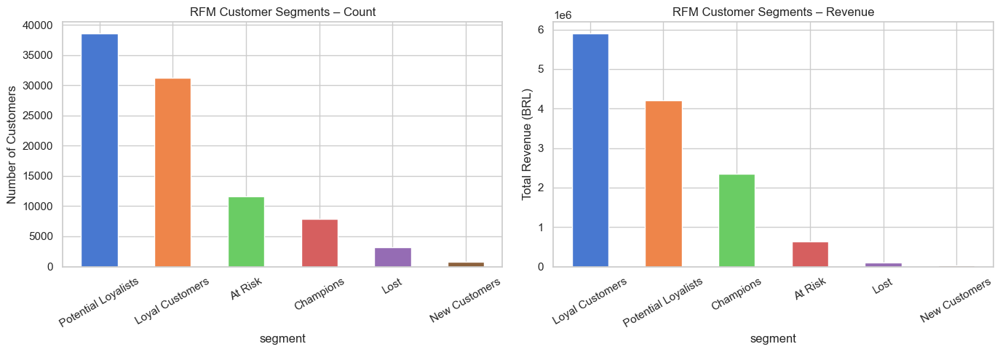 RFM Customer Segments – Count
40000
35000
30000
25000
20000
15000
10000
5000
0
Number of Customers
Potential Loyalists
Loyal Customers
At Risk
Champions
Lost
New Customers
segment
RFM Customer Segments – Revenue
1e6
6
5
4
3
2
1
0
Total Revenue (BRL)
Loyal Customers
Potential Loyalists
Champions
At Risk
Lost
New Customers
segment